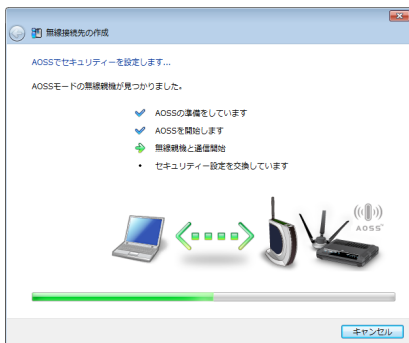 無線接続先の作成
AOSSでセキュリティーを設定します...
AOSSモードの無線親機が見つかりました。
AOSSの準備をしています
AOSSを開始します
無線親機と通信開始
セキュリティー設定を交換しています
AOSS™
キャンセル